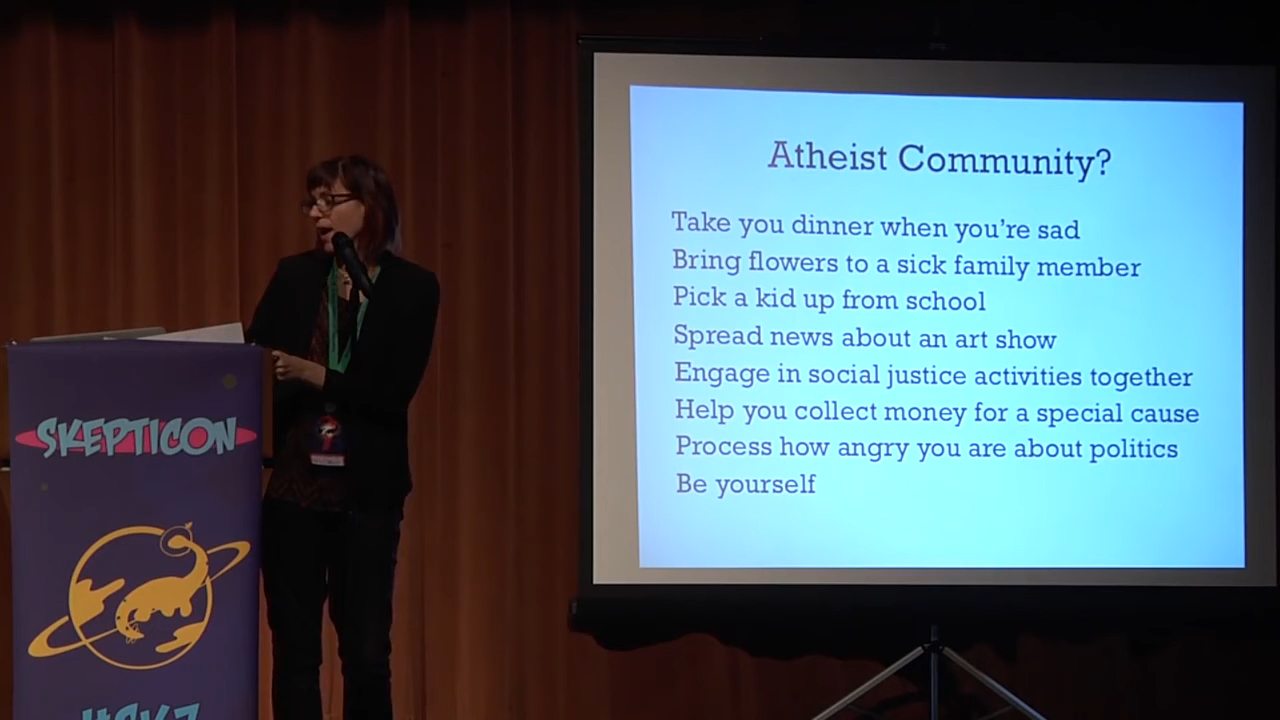 Atheist Community?
Take you dinner when you're sad
Bring flowers to a sick family member
Pick a kid up from school
Spread news about an art show
Engage in social justice activities together
Help you collect money for a special cause
Process how angry you are about politics
Be yourself
SKEPTICON